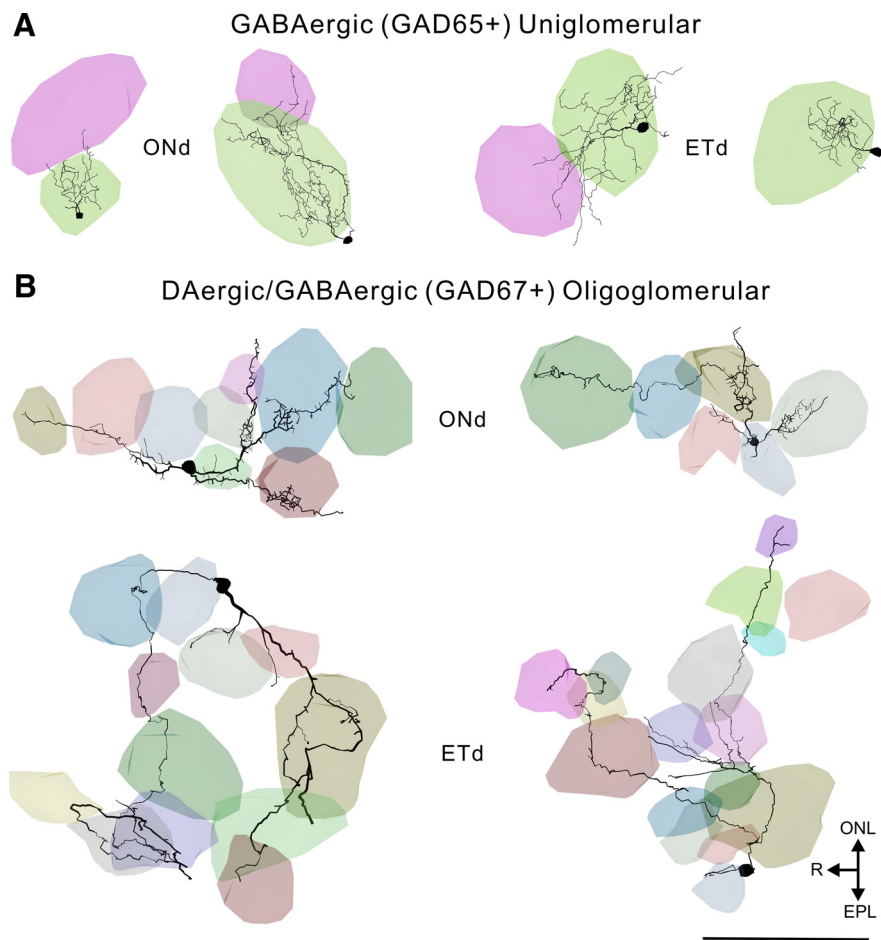 A
GABAergic (GAD65+) Uniglomerular
ONd
ETd
B
DAergic/GABAergic (GAD67+) Oligoglomerular
ONd
ETd
ONL
R
EPL